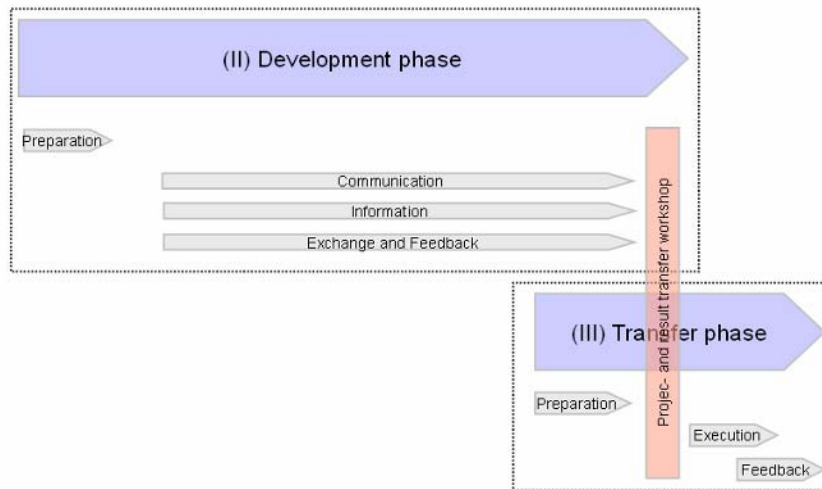 (II) Development phase
Preparation
Communication
Information
Exchange and Feedback
Projec- and result transfer workshop
(III) Transfer phase
Preparation
Execution
Feedback